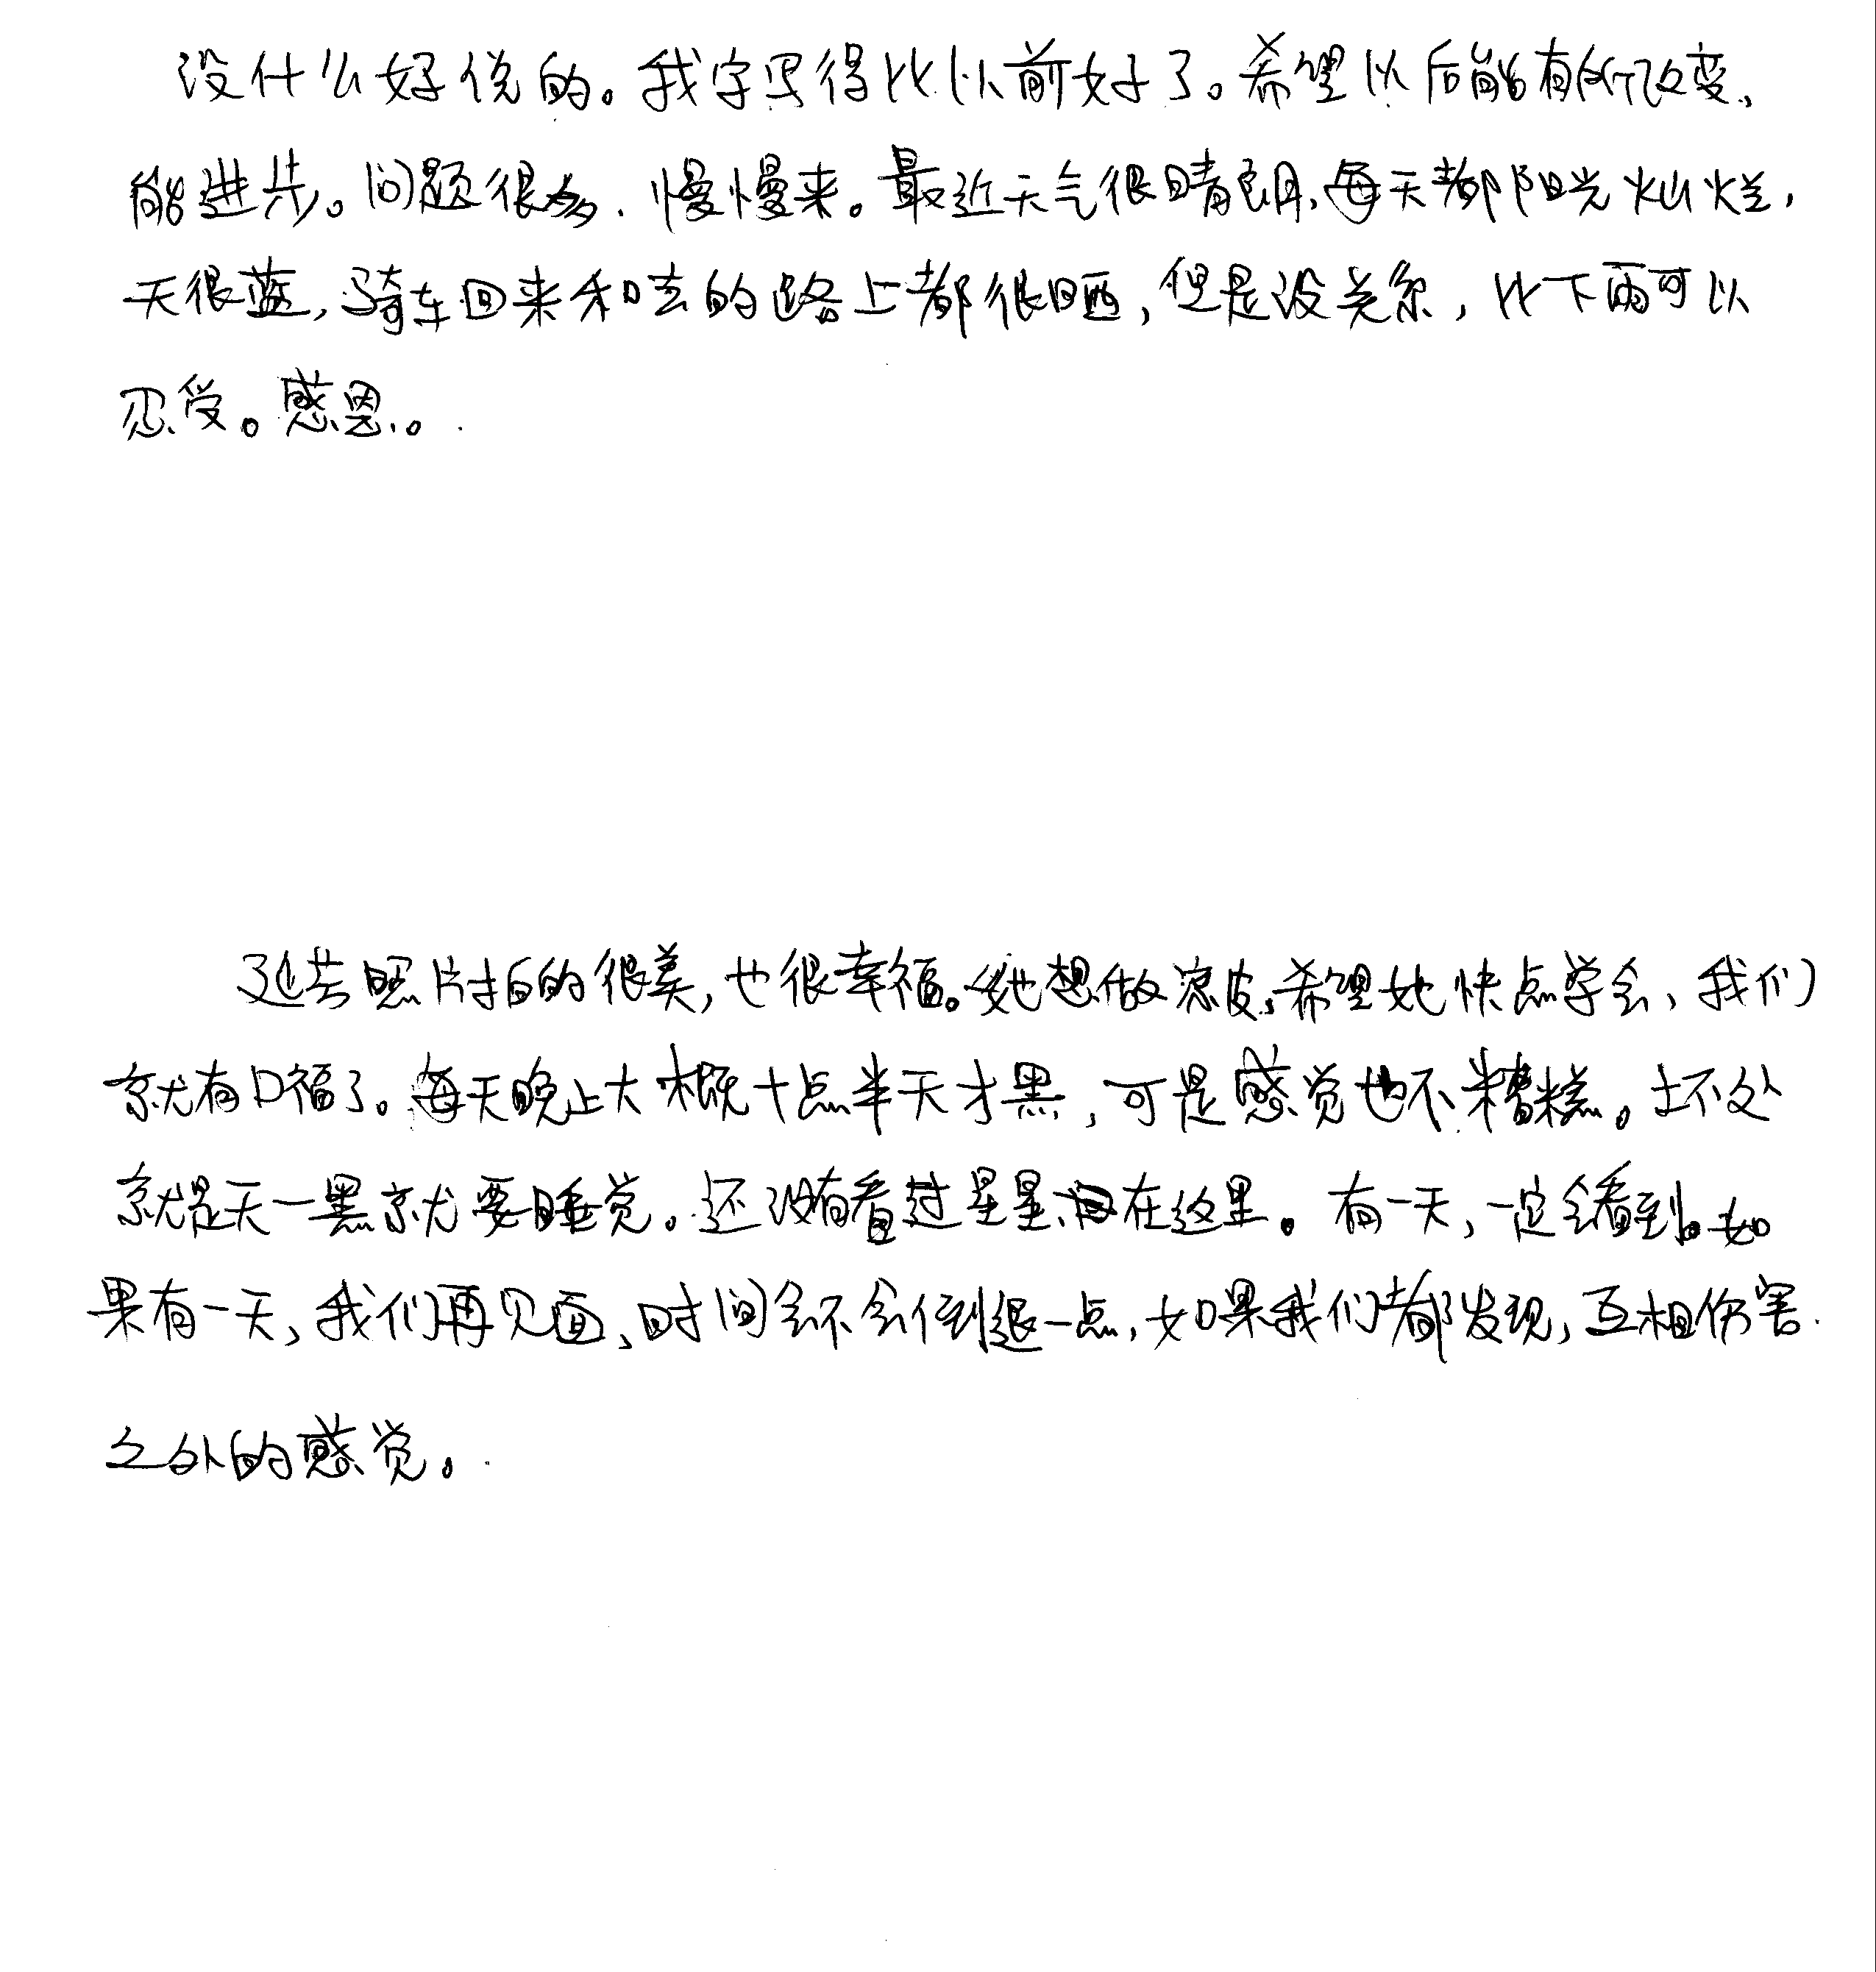 没什么好说的。我字写得比以前好了。希望以后能有所改变,
能进步。问题很多,慢慢来。最近天气很晴朗,每天都阳光灿烂,
天很蓝,骑车回来和去的路上都很晒,但是没关系,比下雨可以
忍受。感恩。
这些照片拍的很美,也很幸福。她想做凉皮,希望她快点学会,我们
就有口福了。每天晚上大概十点半天才黑,可是感觉也不糟糕。坏处
就是天一黑就要睡觉。还没有看过星星,在这里。有一天,一定会看到。如
果有一天,我们再见面,时间会不会倒退一点,如果我们都发现,互相伤害
之外的感觉。